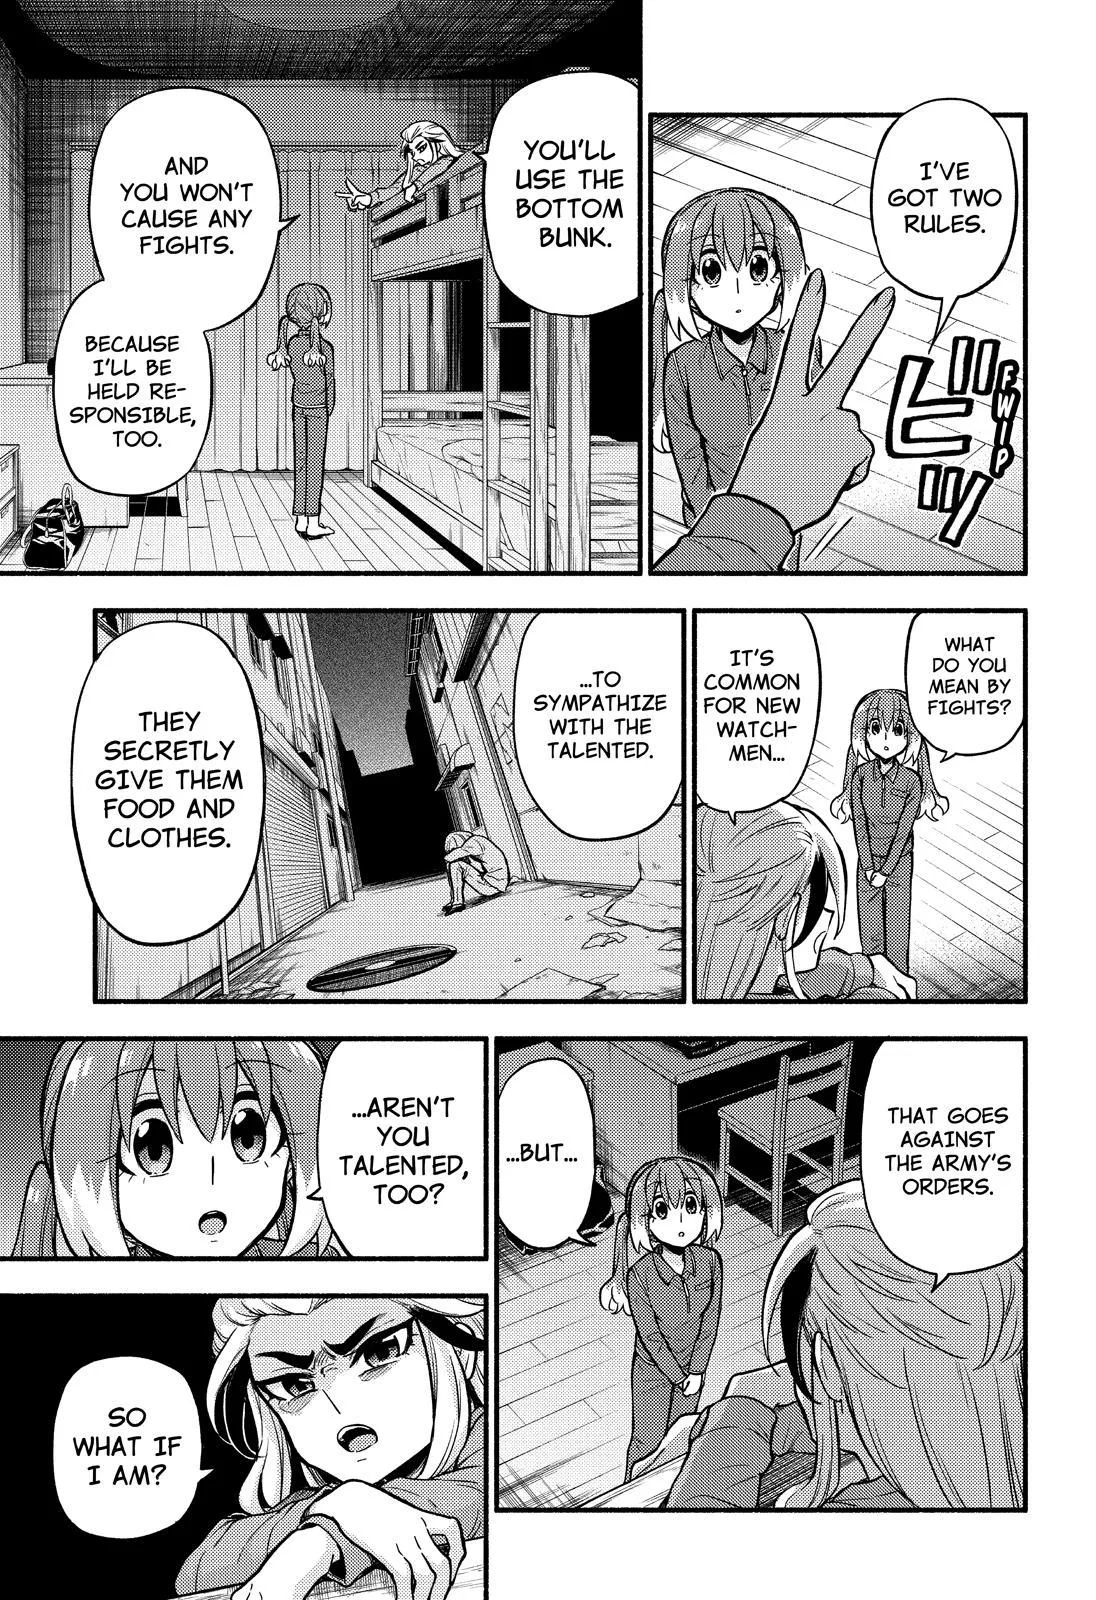 I'VE
GOT TWO
RULES.
ビッ
FWIP
YOU'LL
USE THE
BOTTOM
BUNK.
AND
YOU WON'T
CAUSE ANY
FIGHTS.
BECAUSE
I'LL BE
HELD RE-
SPONSIBLE,
TOO.
WHAT
DO YOU
MEAN BY
FIGHTS?
IT'S
COMMON
FOR NEW
WATCH-
MEN...
...TO
SYMPATHIZE
WITH THE
TALENTED.
THEY
SECRETLY
GIVE THEM
FOOD AND
CLOTHES.
THAT GOES
AGAINST
THE ARMY'S
ORDERS.
...BUT...
...AREN'T
YOU
TALENTED,
TOO?
SO
WHAT IF
I AM?